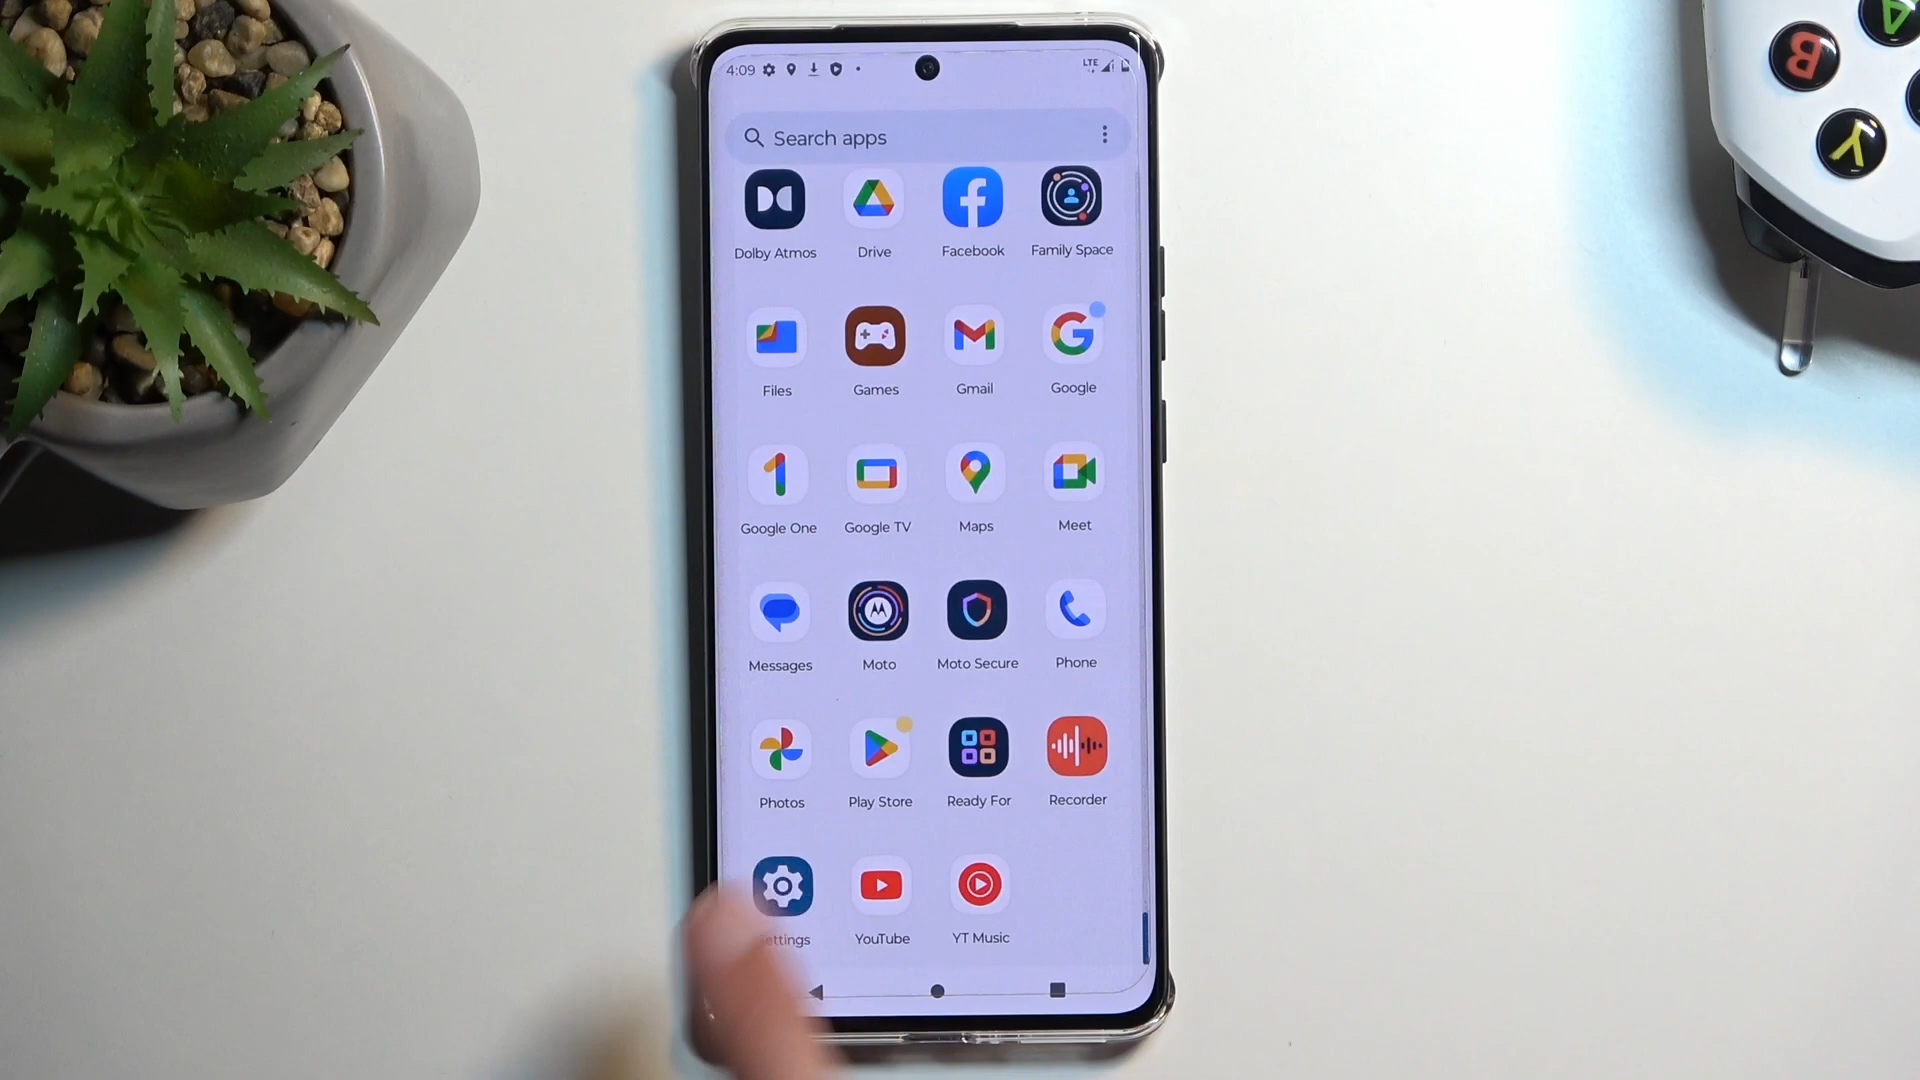 4:09
LTE
Search apps
Dolby Atmos Drive Facebook Family Space
Files Games Gmail Google
Google One Google TV Maps Meet
Messages Moto Moto Secure Phone
Photos Play Store Ready For Recorder
ettings YouTube YT Music
B
A
Y